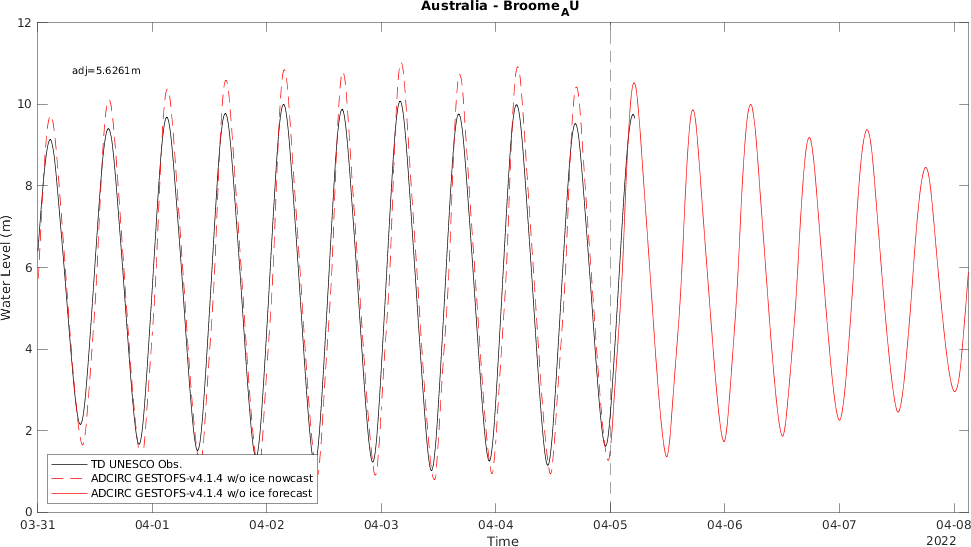 Australia - Broome_AU
12
adj=5.6261m
10
8
6
4
2
0
Water Level (m)
TD UNESCO Obs.
ADCIRC GESTOFS-v4.1.4 w/o ice nowcast
ADCIRC GESTOFS-v4.1.4 w/o ice forecast
03-31 04-01 04-02 04-03 04-04 04-05 04-06 04-07 04-08
Time
2022